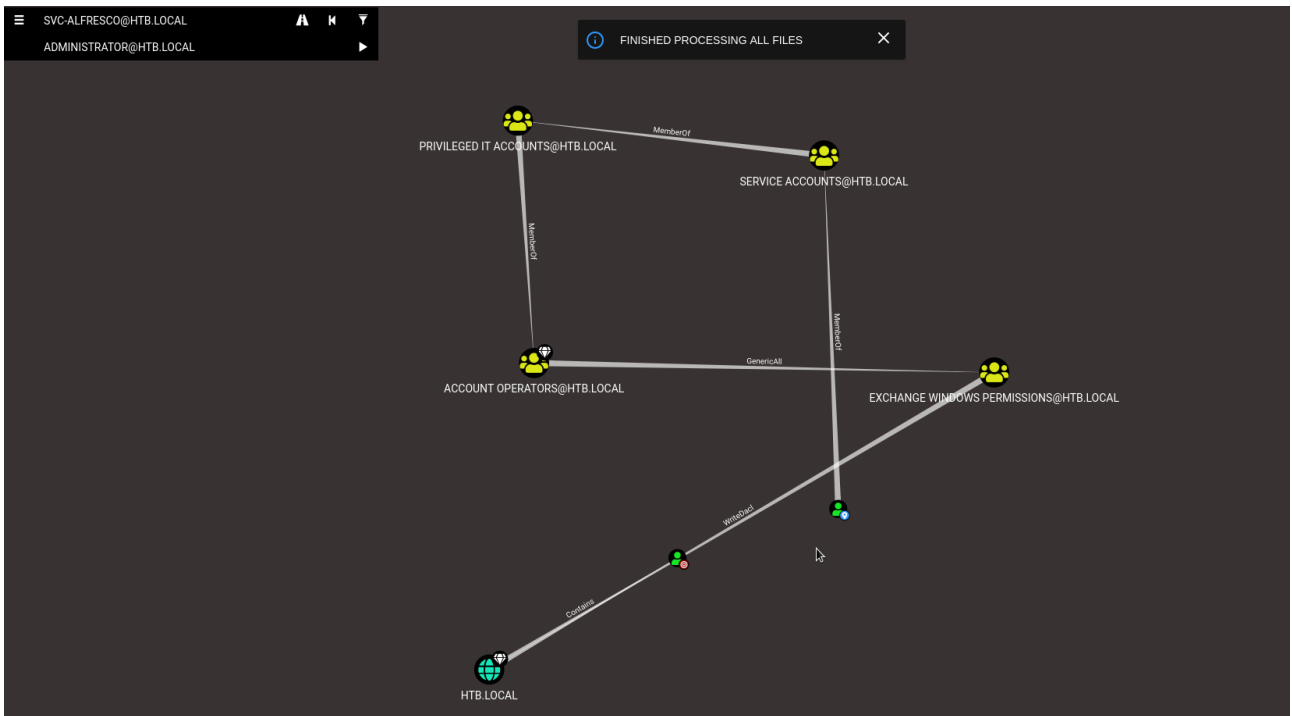 SVC-ALFRESCO@HTB.LOCAL
ADMINISTRATOR@HTB.LOCAL
FINISHED PROCESSING ALL FILES
PRIVILEGED IT ACCOUNTS@HTB.LOCAL
MemberOf
SERVICE ACCOUNTS@HTB.LOCAL
MemberOf
MemberOf
GenericAll
ACCOUNT OPERATORS@HTB.LOCAL
EXCHANGE WINDOWS PERMISSIONS@HTB.LOCAL
WriteDacl
Contains
HTB.LOCAL